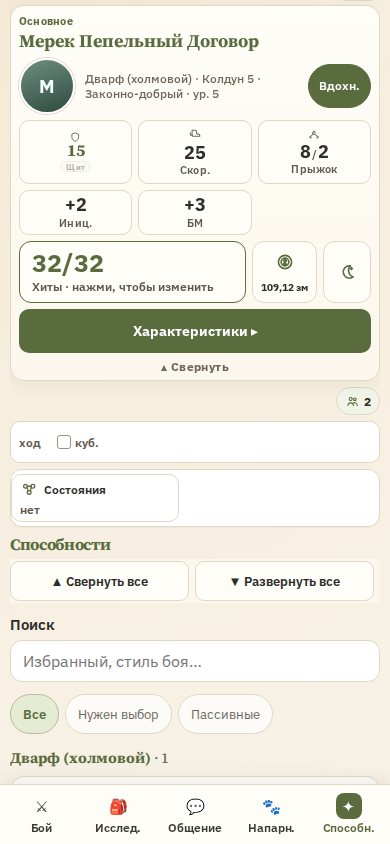 Основное
Мерек Пепельный Договор
М
Дварф (холмовой) · Колдун 5 ·
Законно-добрый · ур. 5
Вдохн.
15
Щит
25
Скор.
8/2
Прыжок
+2
Иниц.
+3
БМ
32/32
Хиты · нажми, чтобы изменить
109,12 зм
Характеристики ▸
▴ Свернуть
2
ход
куб.
Состояния
нет
Способности
▲ Свернуть все
▼ Развернуть все
Поиск
Избранный, стиль боя...
Все
Нужен выбор
Пассивные
Дварф (холмовой) · 1
Бой
Исслед.
Общение
Напарн.
Способн.